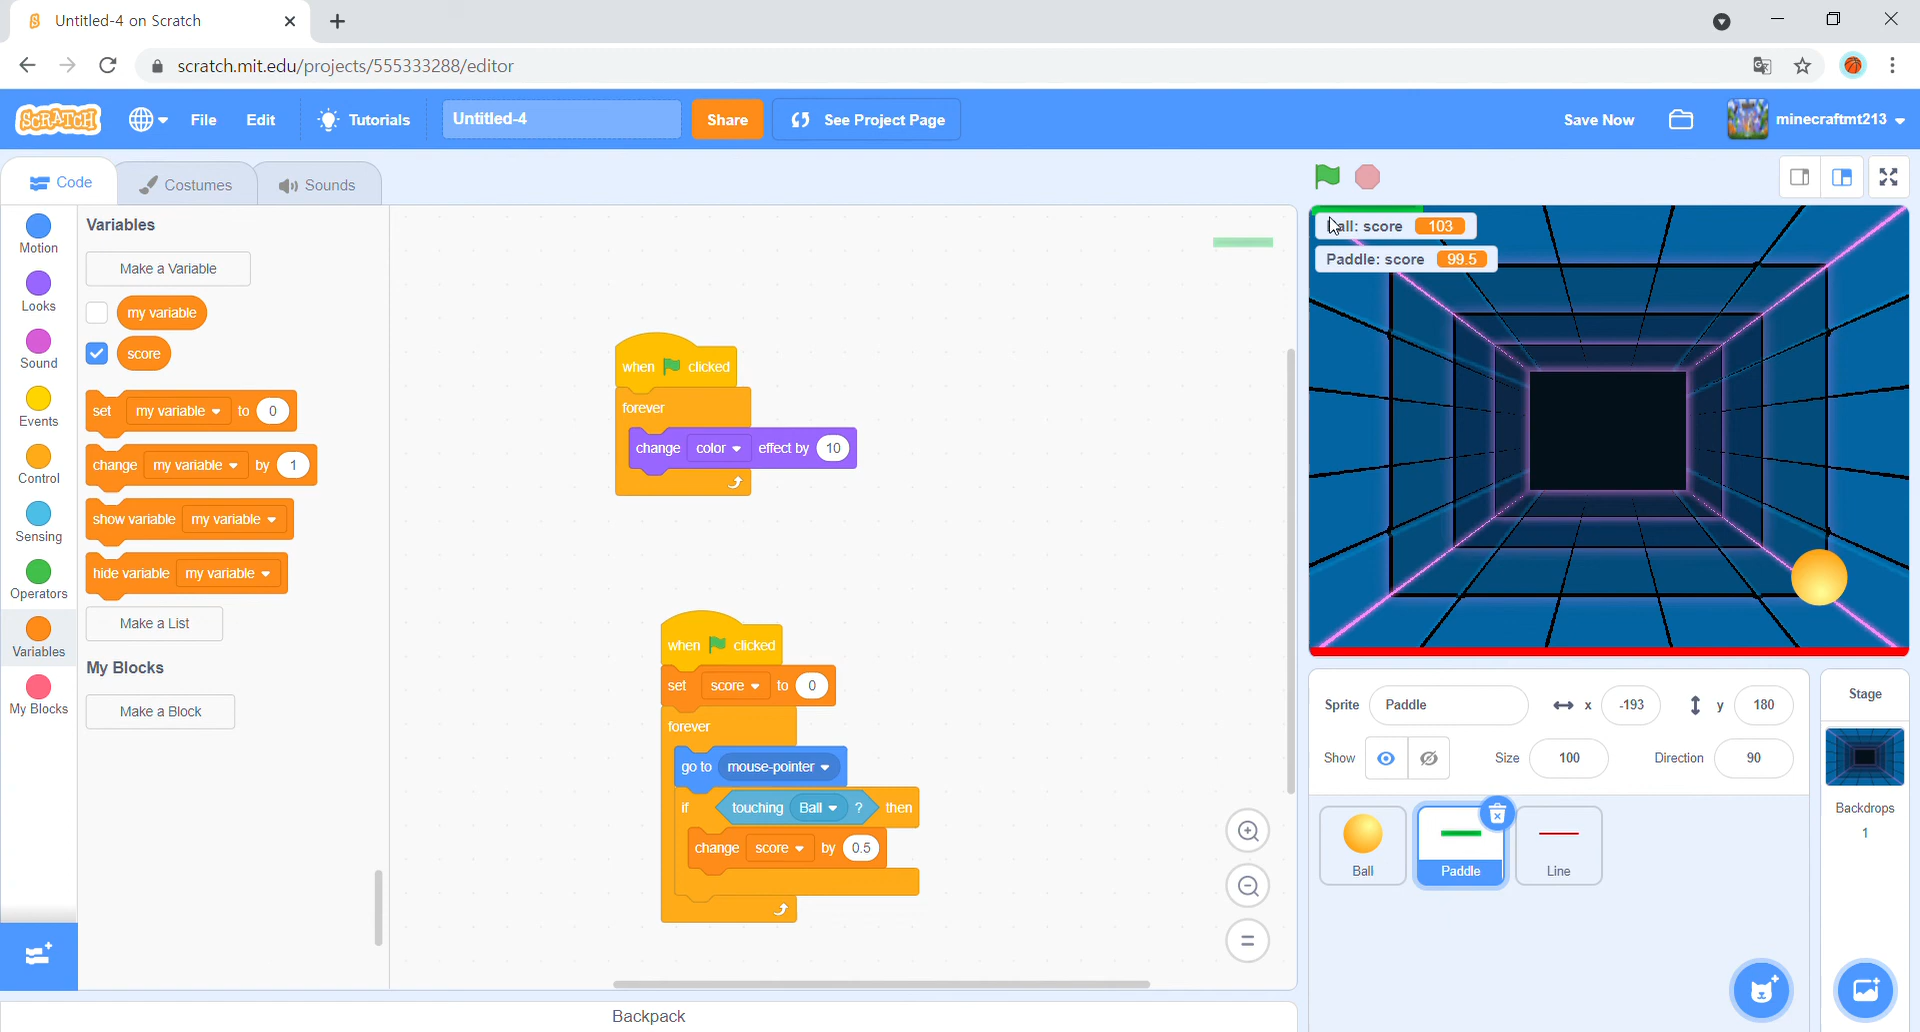 Untitled-4 on Scratch
scratch.mit.edu/projects/555333288/editor
SCRATCH File Edit Tutorials Untitled-4 Share See Project Page Save Now minecraftmt213
Code Costumes Sounds
Motion
Looks
Sound
Events
Control
Sensing
Operators
Variables
My Blocks
Variables
Make a Variable
my variable
score
set my variable to 0
change my variable by 1
show variable my variable
hide variable my variable
Make a List
My Blocks
Make a Block
when clicked
forever
change color effect by 10
when clicked
set score to 0
forever
go to mouse-pointer
if touching Ball ? then
change score by 0.5
Backpack
all: score 103
Paddle: score 99.5
Sprite Paddle x -193 y 180
Show Size 100 Direction 90
Ball
Paddle
Line
Stage
Backdrops
1